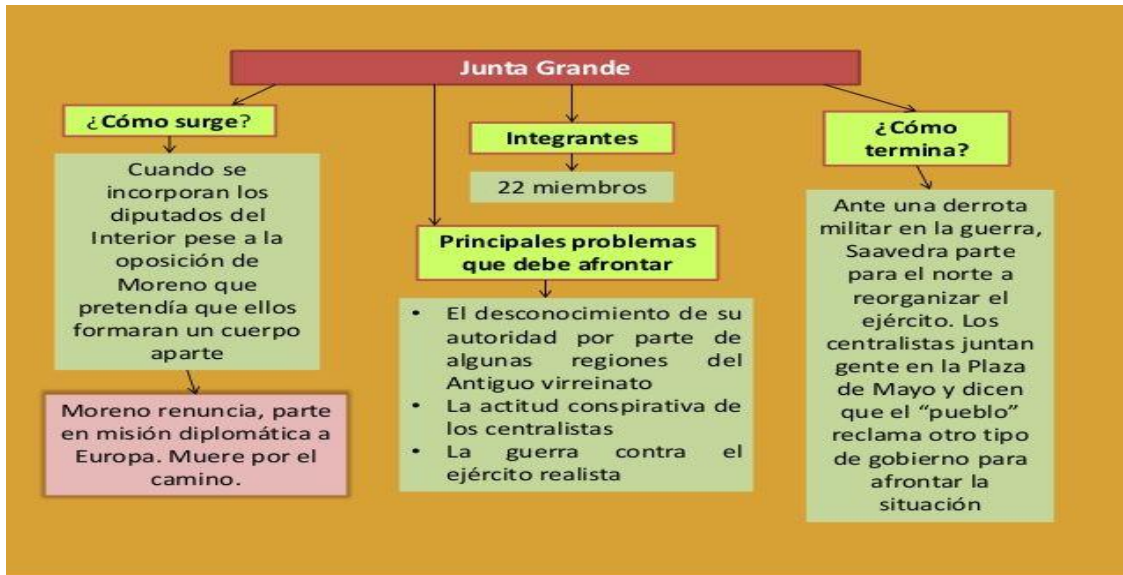 Junta Grande
¿Cómo surge?
Cuando se
incorporan los
diputados del
Interior pese a la
oposición de
Moreno que
pretendía que ellos
formaran un cuerpo
aparte
Moreno renuncia, parte
en misión diplomática a
Europa. Muere por el
camino.
Integrantes
22 miembros
Principales problemas
que debe afrontar
• El desconocimiento de su
autoridad por parte de
algunas regiones del
Antiguo virreinato
• La actitud conspirativa de
los centralistas
• La guerra contra el
ejército realista
¿Cómo
termina?
Ante una derrota
militar en la guerra,
Saavedra parte
para el norte a
reorganizar el
ejército. Los
centralistas juntan
gente en la Plaza
de Mayo y dicen
que el “pueblo”
reclama otro tipo
de gobierno para
afrontar la
situación